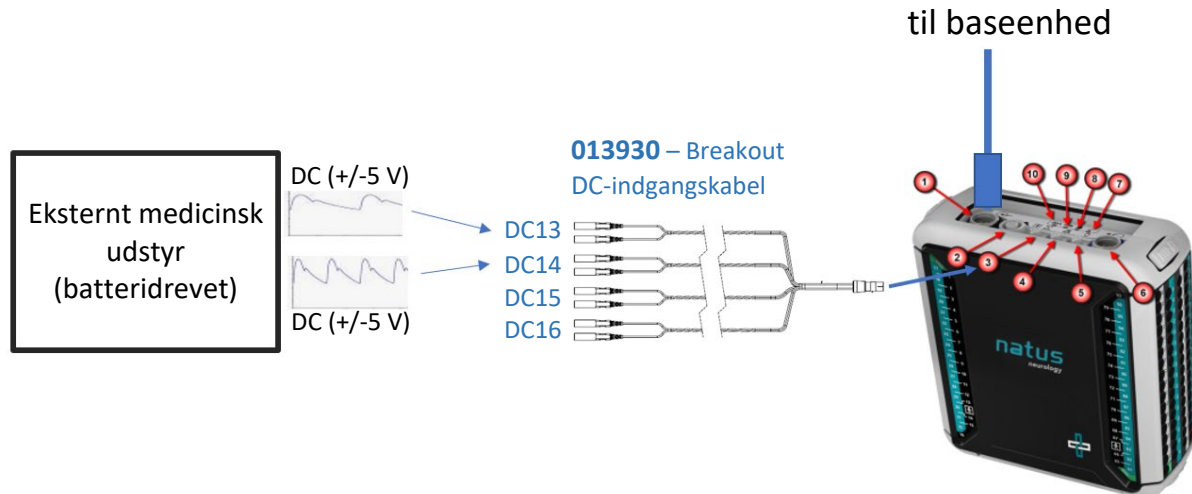 til baseenhed
Eksternt medicinsk
udstyr
(batteridrevet)
DC (+/-5 V)
DC (+/-5 V)
013930 – Breakout
DC-indgangskabel
DC13
DC14
DC15
DC16
1
10
9
8
7
2
3
4
5
6
natus
neurology